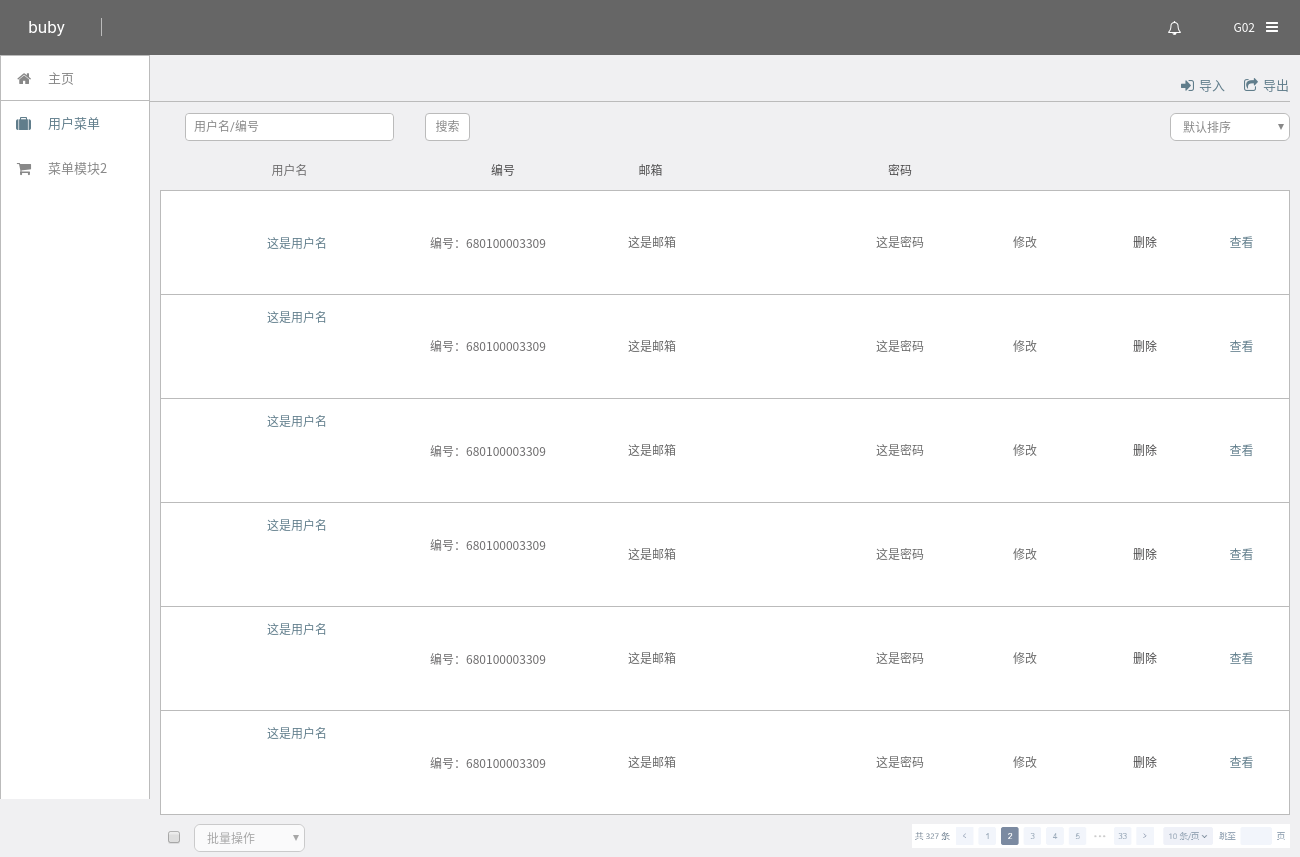 buby
G02
主页
导入 导出
用户菜单
用户名/编号 搜索 默认排序
菜单模块2
用户名 编号 邮箱 密码
这是用户名 编号：680100003309 这是邮箱 这是密码 修改 删除 查看
这是用户名
编号：680100003309 这是邮箱 这是密码 修改 删除 查看
这是用户名
编号：680100003309 这是邮箱 这是密码 修改 删除 查看
这是用户名
编号：680100003309
这是邮箱 这是密码 修改 删除 查看
这是用户名
编号：680100003309 这是邮箱 这是密码 修改 删除 查看
这是用户名
编号：680100003309 这是邮箱 这是密码 修改 删除 查看
批量操作 共 327 条 < 1 2 3 4 5 ••• 33 > 10 条/页 跳至 页